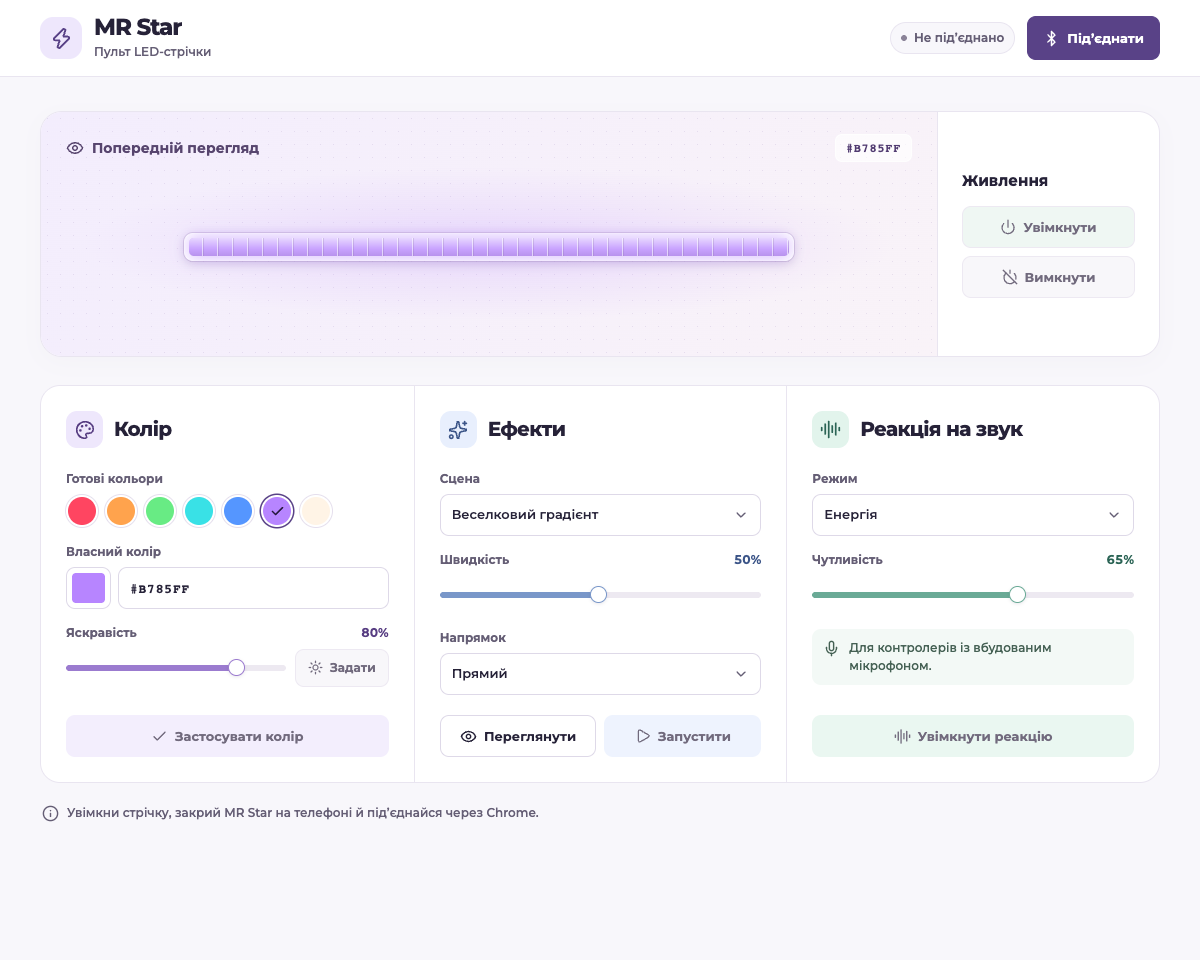 MR Star
Пульт LED-стрічки
Не під’єднано
Під’єднати
Попередній перегляд
#B785FF
Живлення
Увімкнути
Вимкнути
Колір
Готові кольори
Власний колір
#B785FF
Яскравість
80%
Задати
Застосувати колір
Ефекти
Сцена
Веселковий градієнт
Швидкість
50%
Напрямок
Прямий
Переглянути
Запустити
Реакція на звук
Режим
Енергія
Чутливість
65%
Для контролерів із вбудованим
мікрофоном.
Увімкнути реакцію
Увімкни стрічку, закрий MR Star на телефоні й під’єднайся через Chrome.